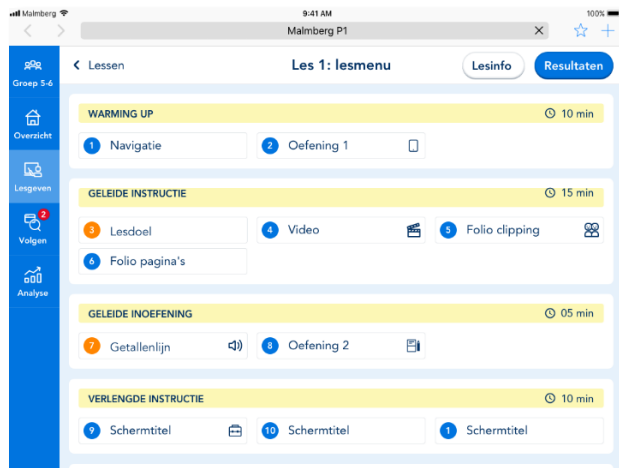 Malmberg 9:41 AM 100%
Malmberg P1
Groep 5-6
Overzicht
Lesgeven
2
Volgen
Analyse
Lessen Les 1: lesmenu Lesinfo Resultaten
WARMING UP 10 min
1 Navigatie 2 Oefening 1
GELEIDE INSTRUCTIE 15 min
3 Lesdoel 4 Video 5 Folio clipping
6 Folio pagina's
GELEIDE INOEFENING 05 min
7 Getallenlijn 8 Oefening 2
VERLENGDE INSTRUCTIE 10 min
9 Schermtitel 10 Schermtitel 1 Schermtitel